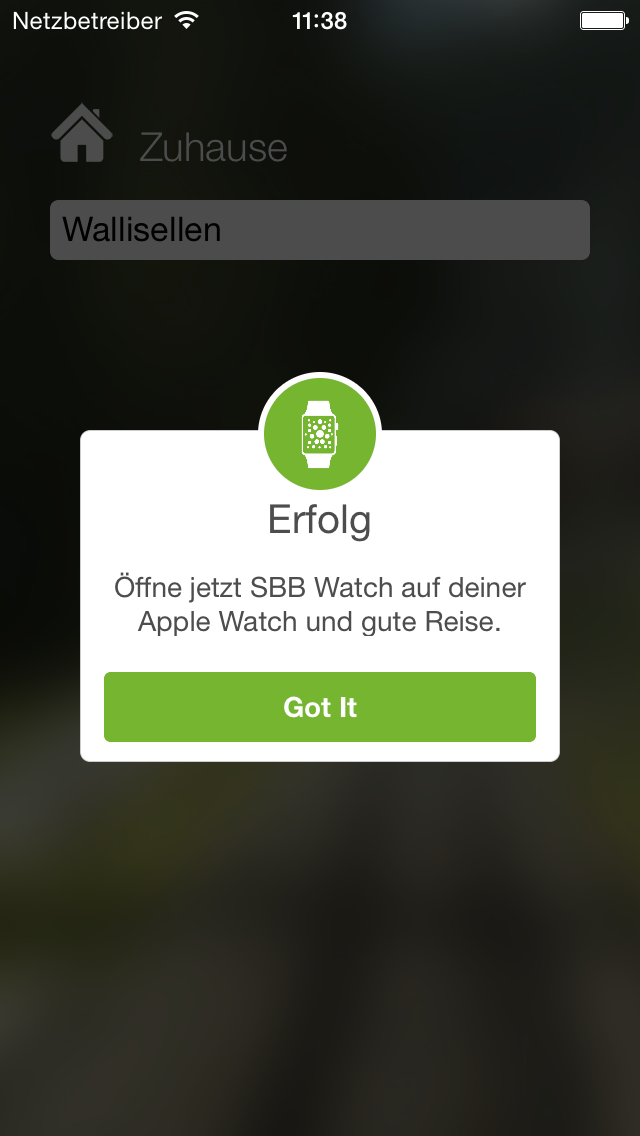 Netzbetreiber 11:38
Zuhause
Wallisellen
Erfolg
Öffne jetzt SBB Watch auf deiner
Apple Watch und gute Reise.
Got It